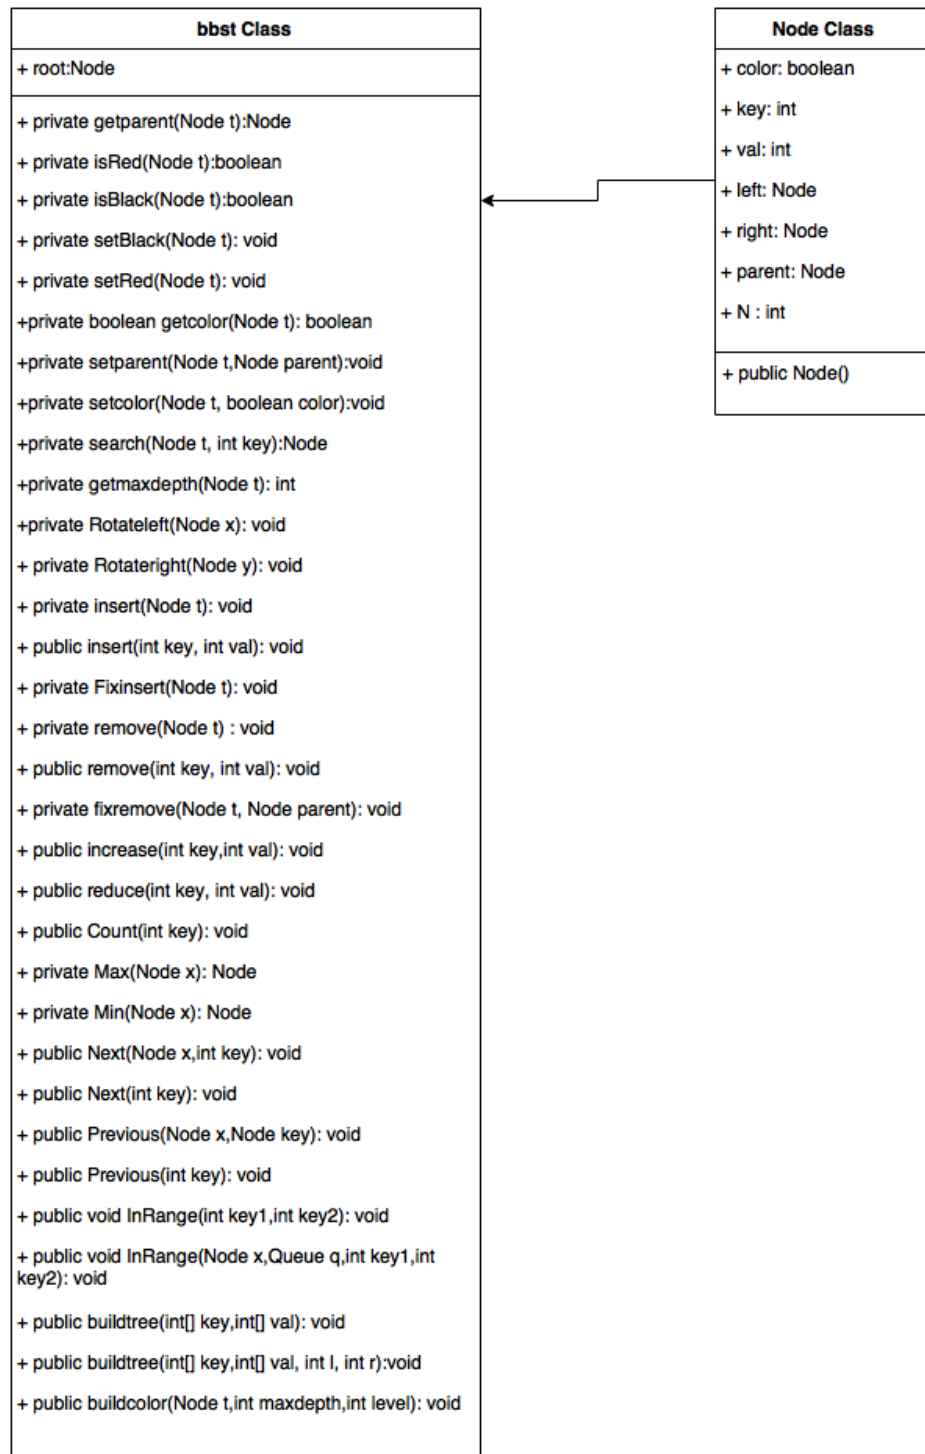 bbst Class
+ root:Node
+ private getparent(Node t):Node
+ private isRed(Node t):boolean
+ private isBlack(Node t):boolean
+ private setBlack(Node t): void
+ private setRed(Node t): void
+private boolean getcolor(Node t): boolean
+private setparent(Node t,Node parent):void
+private setcolor(Node t, boolean color):void
+private search(Node t, int key):Node
+private getmaxdepth(Node t): int
+private Rotateleft(Node x): void
+ private Rotateright(Node y): void
+ private insert(Node t): void
+ public insert(int key, int val): void
+ private Fixinsert(Node t): void
+ private remove(Node t) : void
+ public remove(int key, int val): void
+ private fixremove(Node t, Node parent): void
+ public increase(int key,int val): void
+ public reduce(int key, int val): void
+ public Count(int key): void
+ private Max(Node x): Node
+ private Min(Node x): Node
+ public Next(Node x,int key): void
+ public Next(int key): void
+ public Previous(Node x,Node key): void
+ public Previous(int key): void
+ public void InRange(int key1,int key2): void
+ public void InRange(Node x,Queue q,int key1,int
key2): void
+ public buildtree(int[] key,int[] val): void
+ public buildtree(int[] key,int[] val, int l, int r):void
+ public buildcolor(Node t,int maxdepth,int level): void
Node Class
+ color: boolean
+ key: int
+ val: int
+ left: Node
+ right: Node
+ parent: Node
+ N : int
+ public Node()